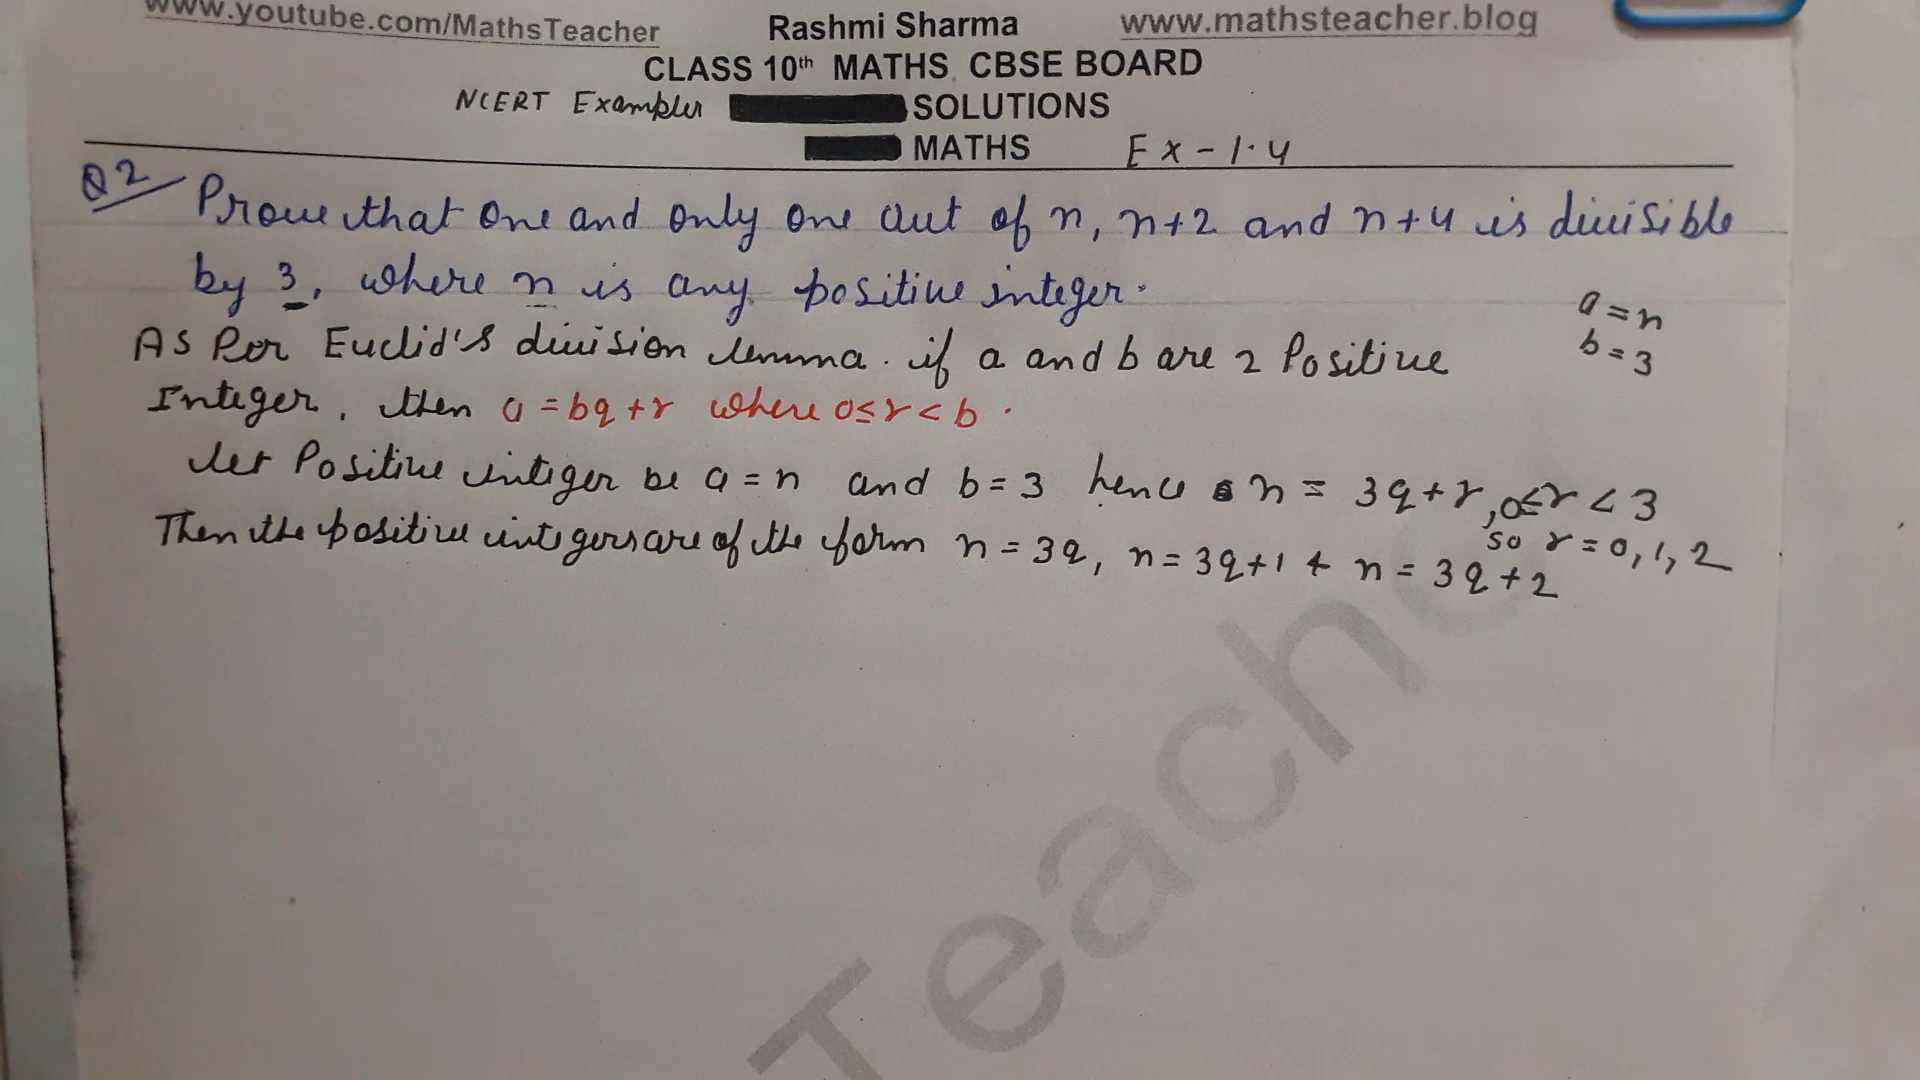 www.youtube.com/MathsTeacher Rashmi Sharma www.mathsteacher.blog
CLASS 10th MATHS CBSE BOARD
NCERT Exampler SOLUTIONS
MATHS Ex-1.4
Q2 Prove that one and only one out of n, n+2 and n+4 is divisible
by 3, where n is any positive integer.
a=n
b=3
As Per Euclid's division lemma. if a and b are 2 Positive
Integer, then a=bq+r where 0≤r<b.
let Positive integer be a=n and b=3 hence n = 3q+r, 0≤r<3
so r=0,1,2
Then the positive integers are of the form n=3q, n=3q+1 & n=3q+2
Teacher